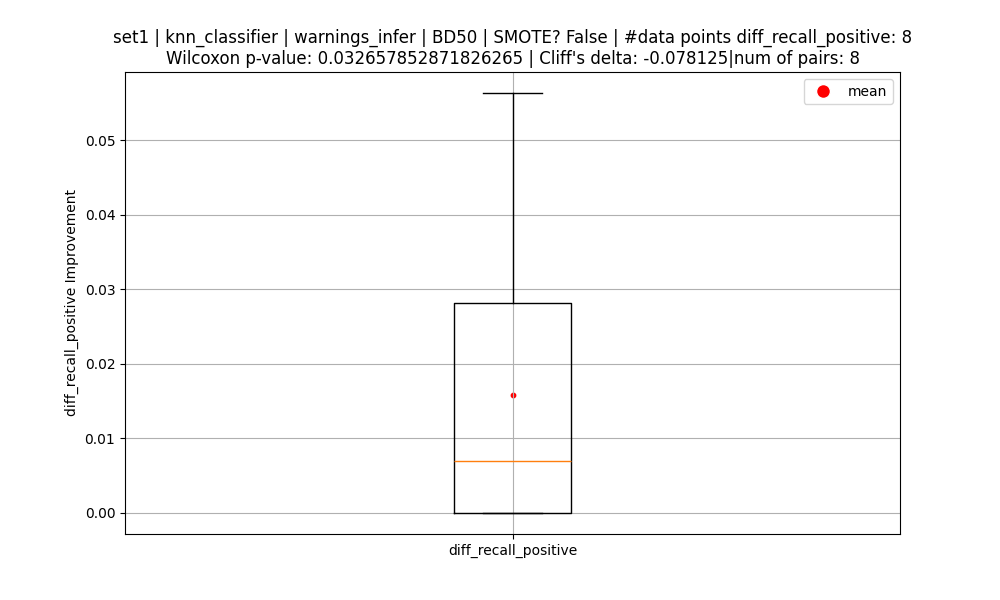 set1 | knn_classifier | warnings_infer | BD50 | SMOTE? False | #data points diff_recall_positive: 8
Wilcoxon p-value: 0.032657852871826265 | Cliff's delta: -0.078125|num of pairs: 8
mean
0.05
0.04
0.03
0.02
0.01
0.00
diff_recall_positive Improvement
diff_recall_positive